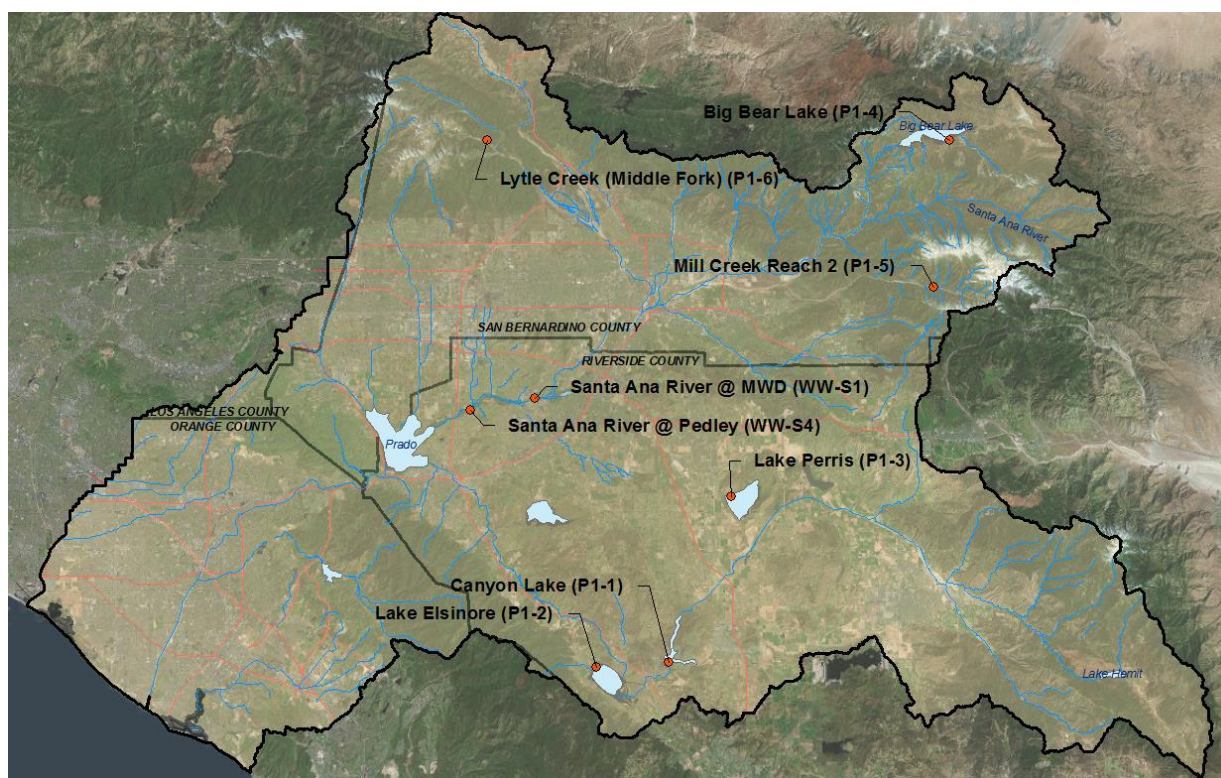 Big Bear Lake (P1-4)
Big Bear Lake
Lytle Creek (Middle Fork) (P1-6)
Santa Ana River
Mill Creek Reach 2 (P1-5)
SAN BERNARDINO COUNTY
RIVERSIDE COUNTY
Santa Ana River @ MWD (WW-S1)
LOS ANGELES COUNTY
ORANGE COUNTY
Santa Ana River @ Pedley (WW-S4)
Prado
Lake Perris (P1-3)
Canyon Lake (P1-1)
Lake Elsinore (P1-2)
Lake Hemit